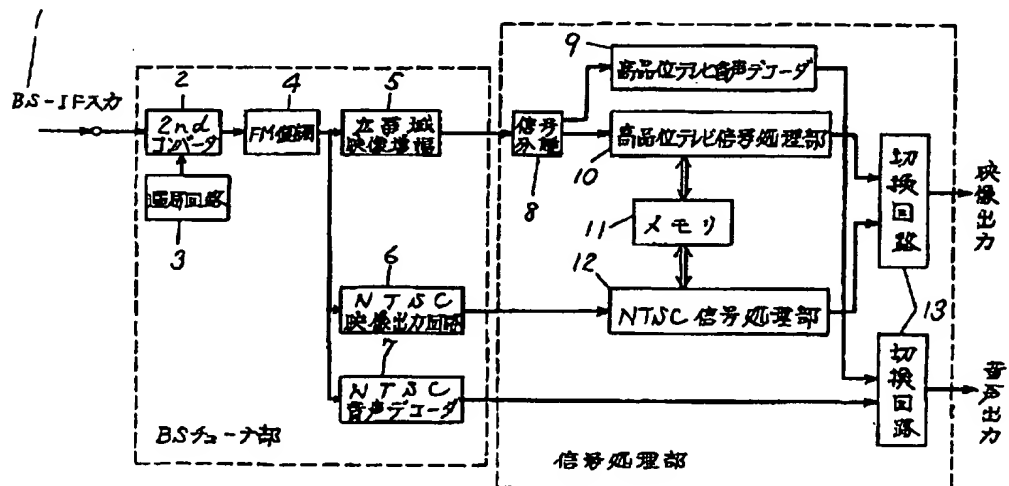 1
BS-IF入力
2
2nd
コンバータ
選局回路
3
4
FM復調
5
広帯域
映像増幅
6
NTSC
映像出力回路
7
NTSC
音声デコーダ
BSチューナ部
信号
分離
8
9
高品位テレビ音声デコーダ
高品位テレビ信号処理部
10
11
メモリ
12
NTSC信号処理部
切換回路
13
切換回路
映像出力
音声出力
信号処理部